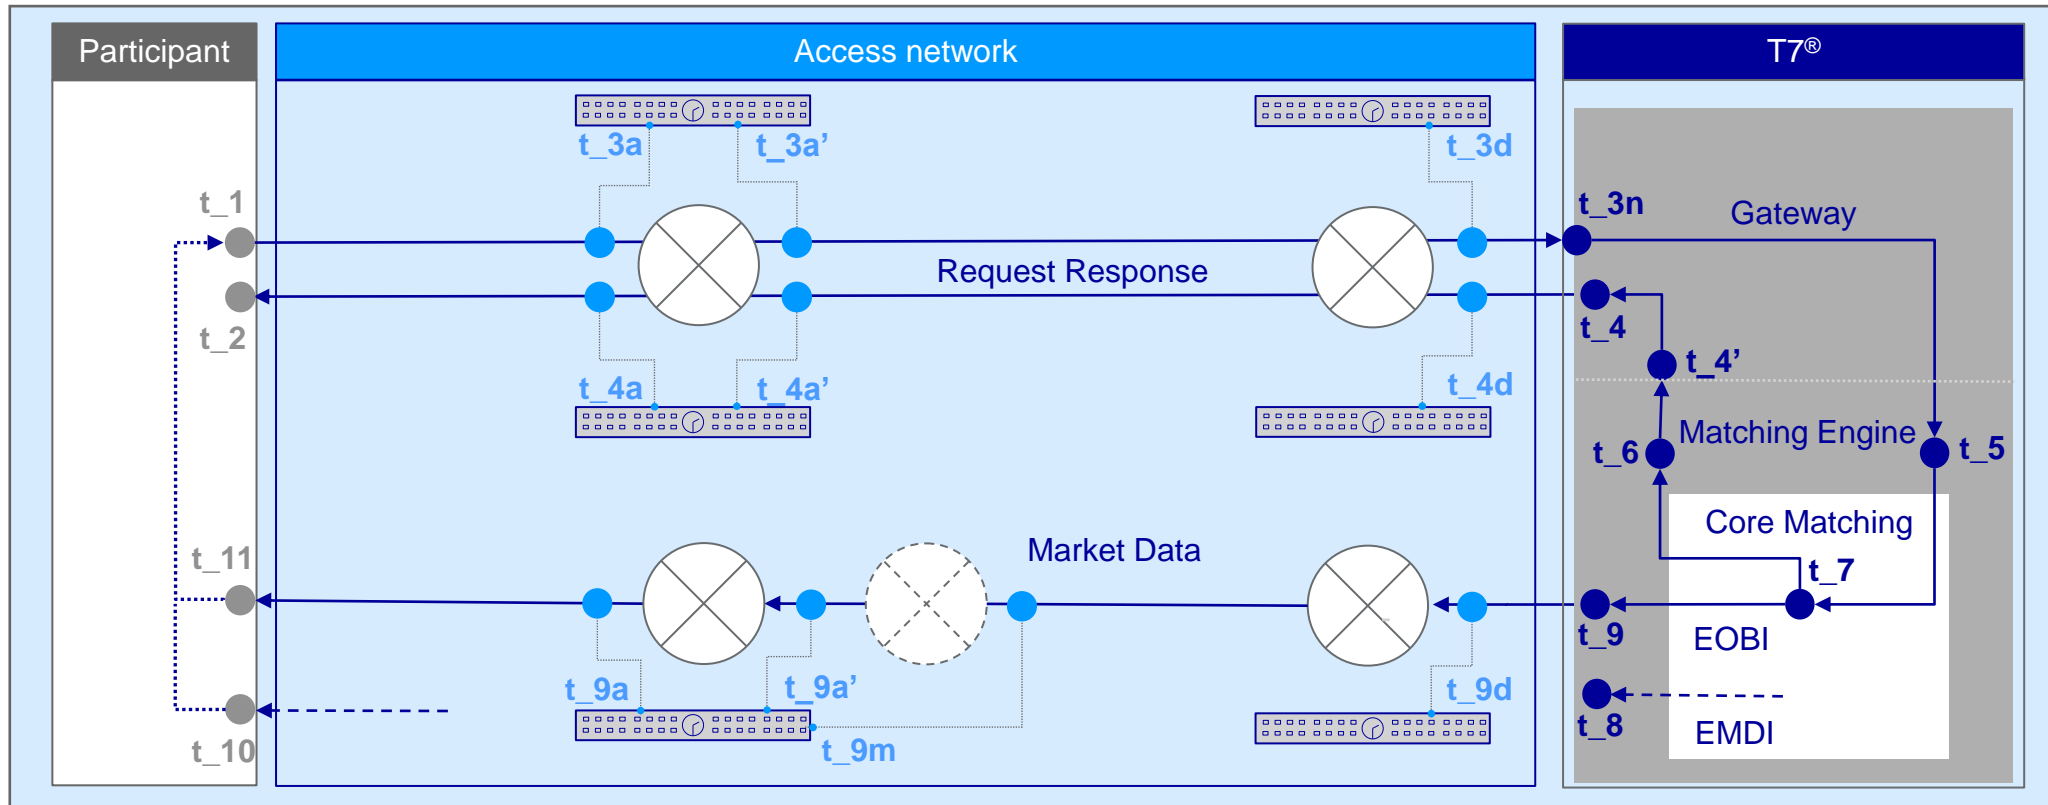 Participant
Access network
T7®
t_3a
t_3a’
t_3d
t_1
t_3n
Gateway
Request Response
t_2
t_4
t_4’
t_4a
t_4a’
t_4d
Matching Engine
t_6
t_5
Core Matching
Market Data
t_11
t_7
t_9
EOBI
t_9a
t_9a’
t_9d
t_8
EMDI
t_10
t_9m